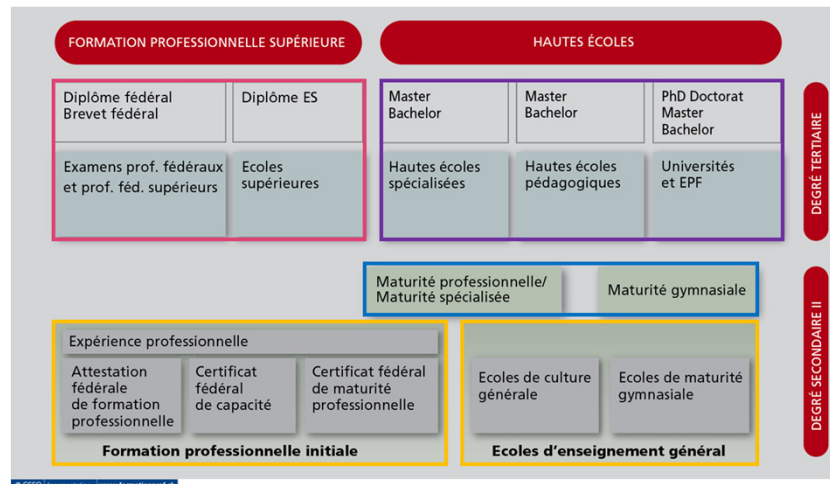 FORMATION PROFESSIONNELLE SUPÉRIEURE
HAUTES ÉCOLES
Diplôme fédéral
Brevet fédéral
Diplôme ES
Master
Bachelor
Master
Bachelor
PhD Doctorat
Master
Bachelor
Examens prof. fédéraux
et prof. féd. supérieurs
Ecoles
supérieures
Hautes écoles
spécialisées
Hautes écoles
pédagogiques
Universités
et EPF
DEGRÉ TERTIAIRE
Maturité professionnelle/
Maturité spécialisée
Maturité gymnasiale
Expérience professionnelle
Attestation
fédérale
de formation
professionnelle
Certificat
fédéral
de capacité
Certificat fédéral
de maturité
professionnelle
Ecoles de culture
générale
Ecoles de maturité
gymnasiale
Formation professionnelle initiale
Ecoles d'enseignement général
DEGRÉ SECONDAIRE II